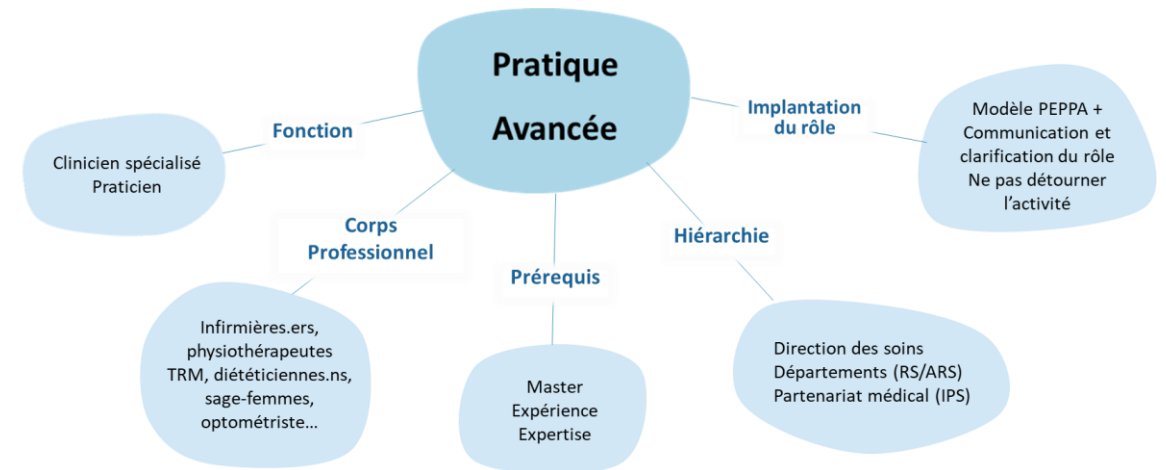 Pratique
Avancée
Fonction
Clinicien spécialisé
Praticien
Corps
Professionnel
Infirmières.ers,
physiothérapeutes
TRM, diététiciennes.ns,
sage-femmes,
optométriste...
Prérequis
Master
Expérience
Expertise
Hiérarchie
Direction des soins
Départements (RS/ARS)
Partenariat médical (IPS)
Implantation
du rôle
Modèle PEPPA +
Communication et
clarification du rôle
Ne pas détourner
l’activité